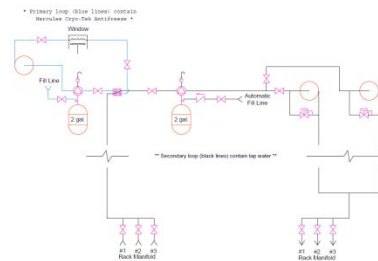 * Primary loop (blue lines) contain
Hercules Cryo-Tek Antifreeze *
Window
Fill Line
Automatic
Fill Line
2 gal.
2 gal.
** Secondary loop (black lines) contain tap water **
#1 #2 #3
Rack Manifold
#1 #2 #3
Rack Manifold